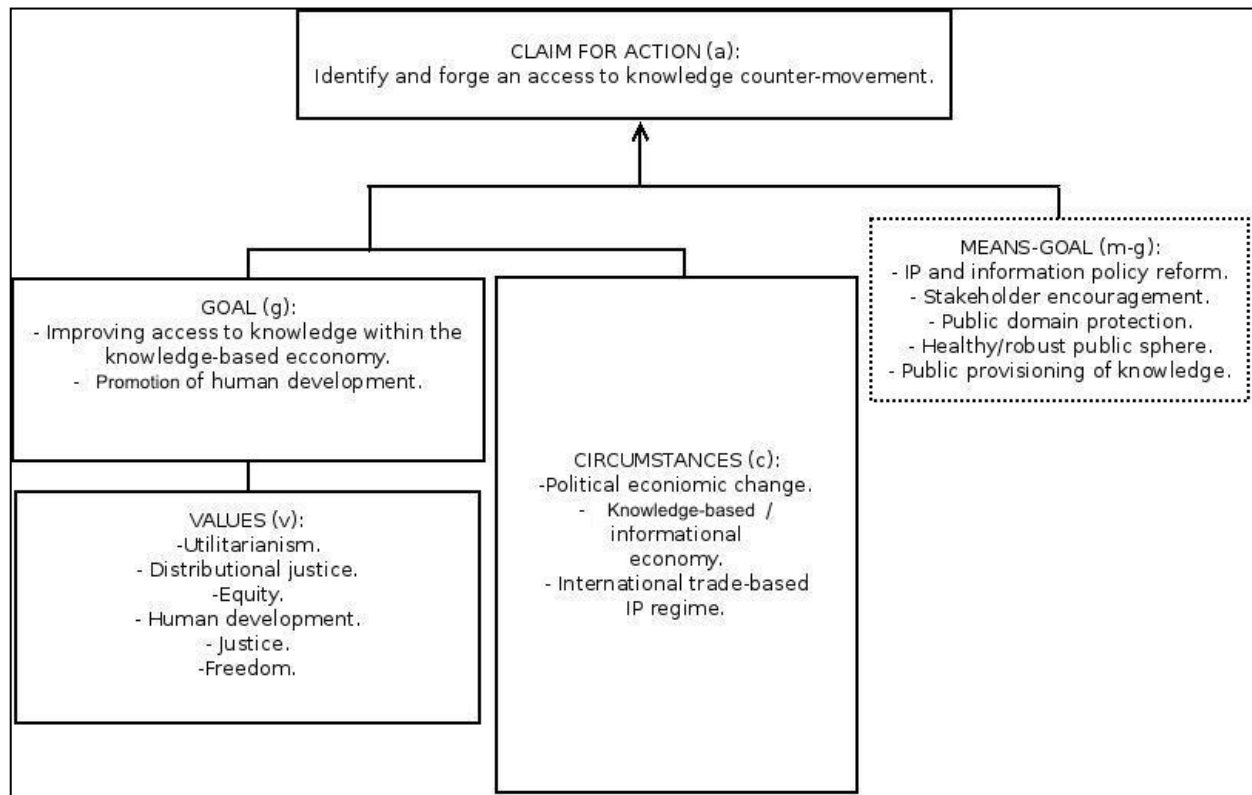 CLAIM FOR ACTION (a):
Identify and forge an access to knowledge counter-movement.
MEANS-GOAL (m-g):
- IP and information policy reform.
- Stakeholder encouragement.
- Public domain protection.
- Healthy/robust public sphere.
- Public provisioning of knowledge.
GOAL (g):
- Improving access to knowledge within the
knowledge-based ecconomy.
- Promotion of human development.
CIRCUMSTANCES (c):
-Political econiomic change.
- Knowledge-based /
informational
economy.
- International trade-based
IP regime.
VALUES (v):
-Utilitarianism.
- Distributional justice.
-Equity.
- Human development.
- Justice.
-Freedom.